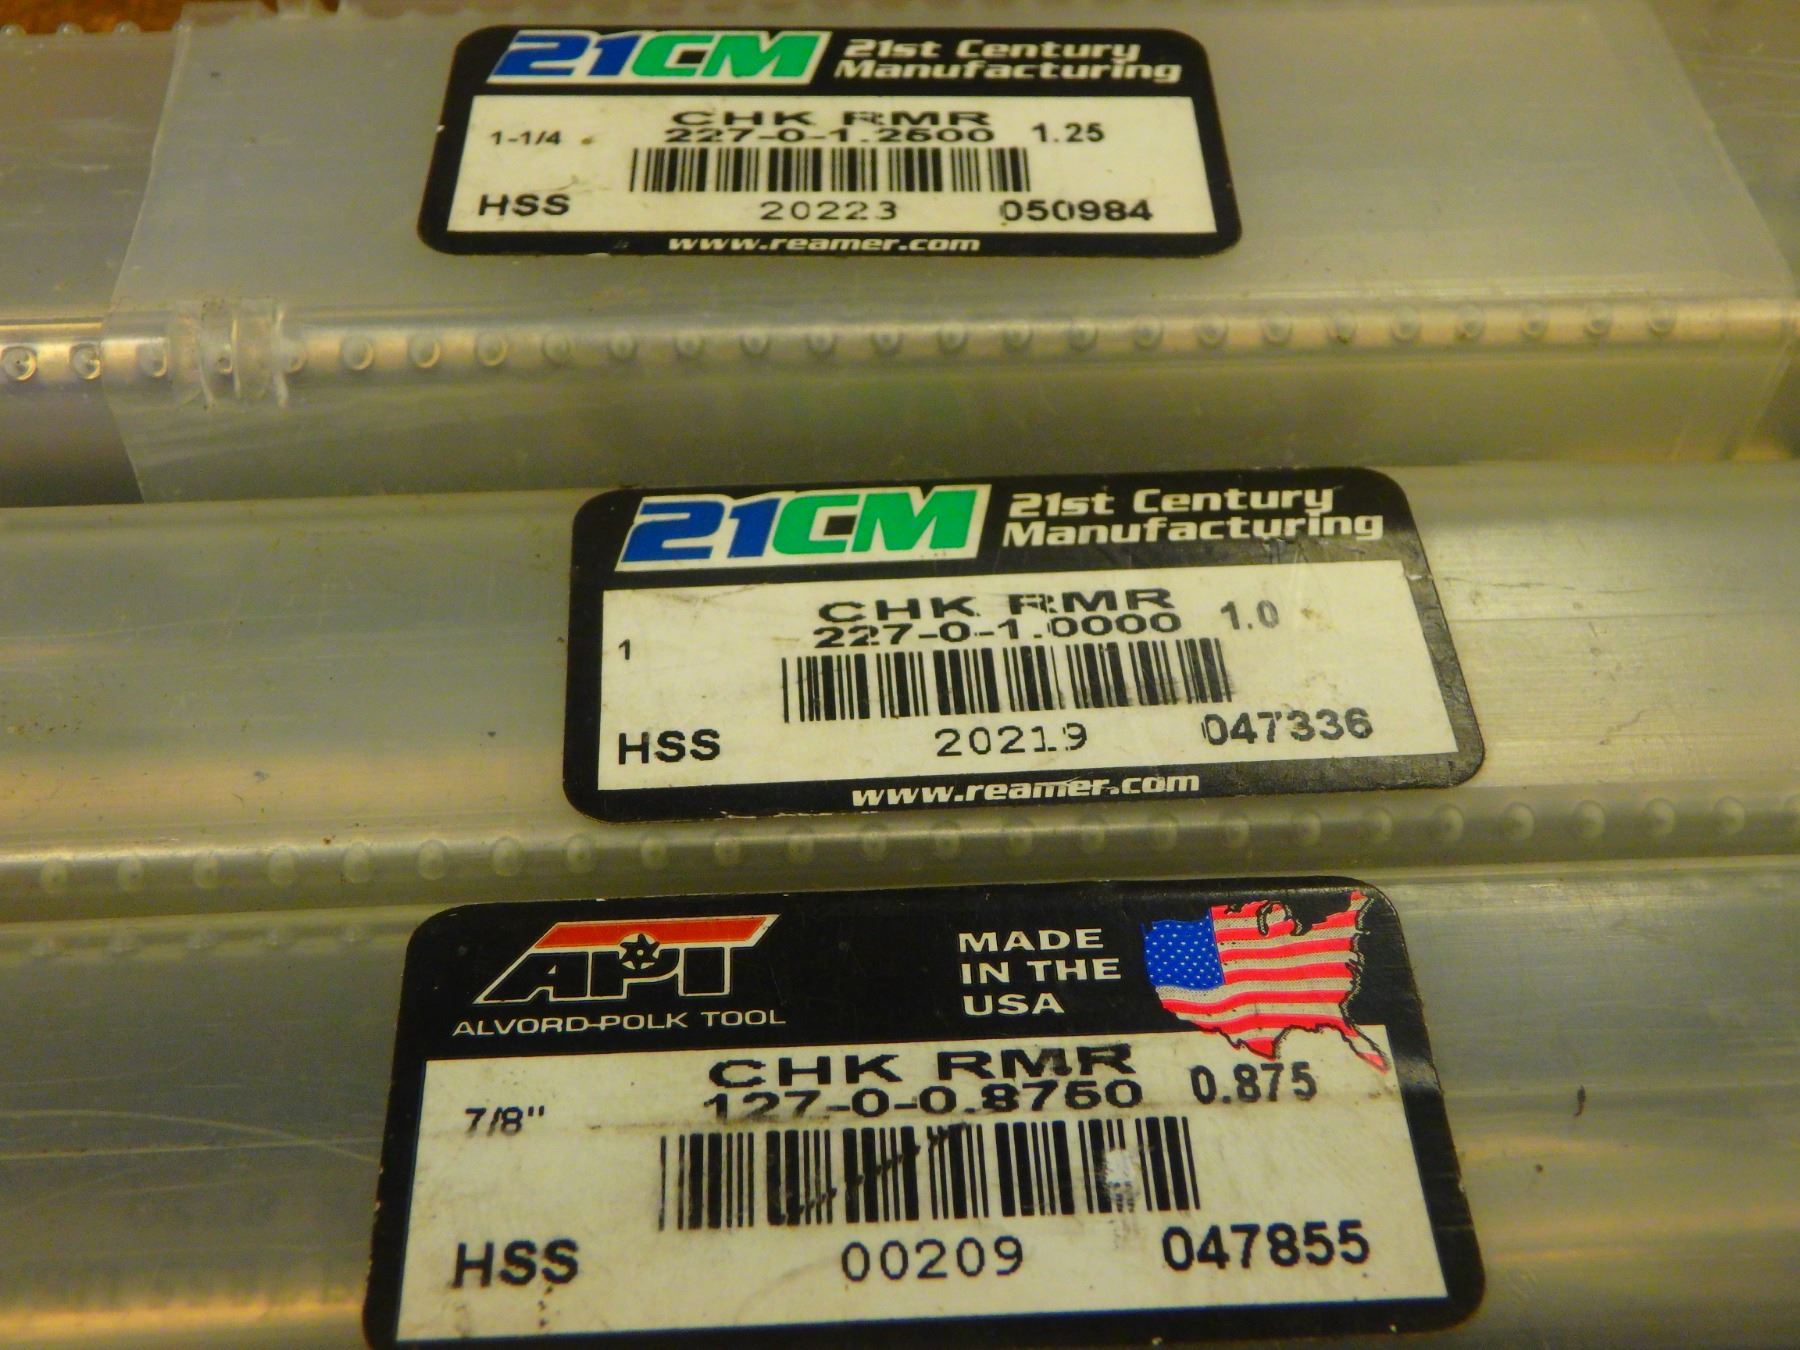 21CM 21st Century
Manufacturing
CHK RMR
1-1/4 227-0-1.2500 1.25
HSS 20223 050984
www.reamer.com
21CM 21st Century
Manufacturing
CHK RMR
1 227-0-1.0000 1.0
HSS 20219 047336
www.reamer.com
API
ALVORD-POLK TOOL
MADE
IN THE
USA
CHK RMR
7/8" 127-0-0.8750 0.875
HSS 00209 047855